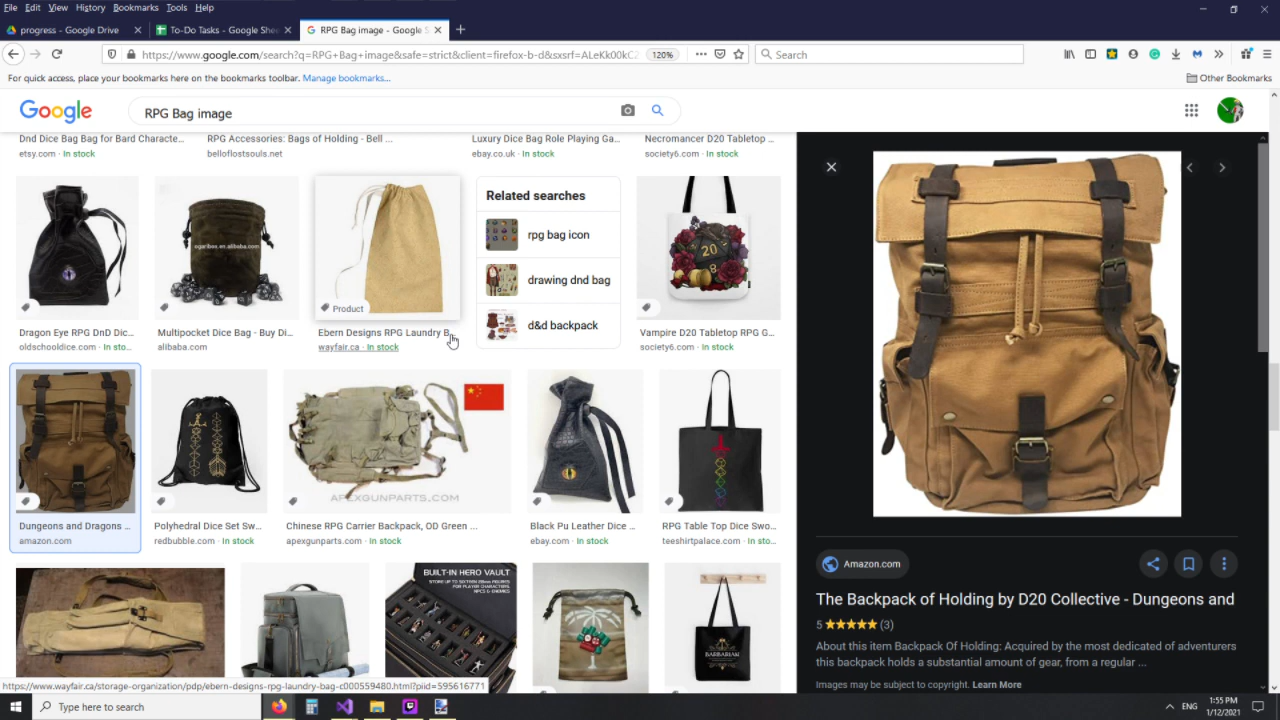 File Edit View History Bookmarks Tools Help
progress - Google Drive
To-Do Tasks - Google Shee
RPG Bag image - Google S
https://www.google.com/search?q=RPG+Bag+image&safe=strict&client=firefox-b-d&sxsrf=ALeKk00kC2
120%
Search
For quick access, place your bookmarks here on the bookmarks toolbar. Manage bookmarks...
Other Bookmarks
Google
RPG Bag image
Dnd Dice Bag Bag for Bard Characte...
etsy.com · In stock
RPG Accessories: Bags of Holding - Bell ...
belloflostsouls.net
Luxury Dice Bag Role Playing Ga...
ebay.co.uk · In stock
Necromancer D20 Tabletop ...
society6.com · In stock
ogaribos.en.alibaba.com
Product
Related searches
rpg bag icon
drawing dnd bag
d&d backpack
20
8
Dragon Eye RPG DnD Dic...
oldschooldice.com · In sto...
Multipocket Dice Bag - Buy Di...
alibaba.com
Ebern Designs RPG Laundry B...
wayfair.ca · In stock
Vampire D20 Tabletop RPG G...
society6.com · In stock
APEXGUNPARTS.COM
Dungeons and Dragons ...
amazon.com
Polyhedral Dice Set Sw...
redbubble.com · In stock
Chinese RPG Carrier Backpack, OD Green ...
apexgunparts.com · In stock
Black Pu Leather Dice ...
ebay.com · In stock
RPG Table Top Dice Swo...
teeshirtpalace.com · In sto...
BUILT-IN HERO VAULT
BARBARIAN
Amazon.com
The Backpack of Holding by D20 Collective - Dungeons and
5 (3)
About this item Backpack Of Holding: Acquired by the most dedicated of adventurers
this backpack holds a substantial amount of gear, from a regular ...
Images may be subject to copyright. Learn More
https://www.wayfair.ca/storage-organization/pdp/ebern-designs-rpg-laundry-bag-c000559480.html?piid=595616771
Type here to search
ENG
1:55 PM
1/12/2021